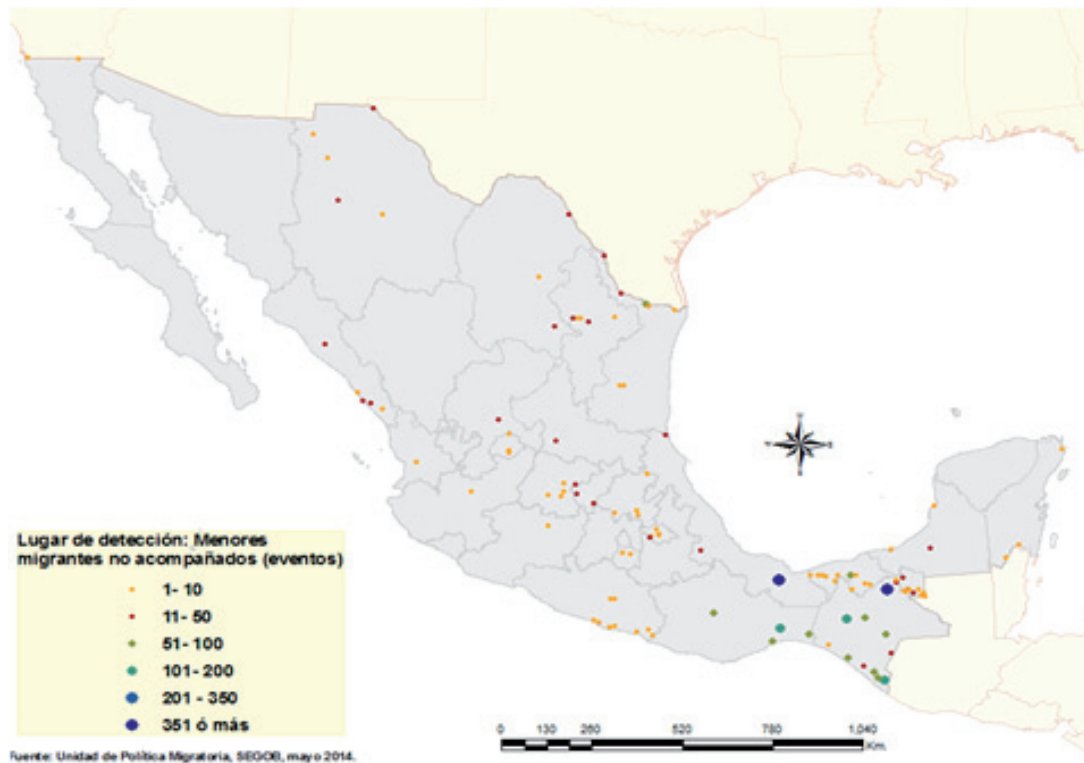 Lugar de detección: Menores
migrantes no acompañados (eventos)
1- 10
11- 50
51- 100
101- 200
201 - 350
351 ó más
0 130 260 520 780 1,040
Km.
Fuente: Unidad de Política Migratoria, SEGOB, mayo 2014.